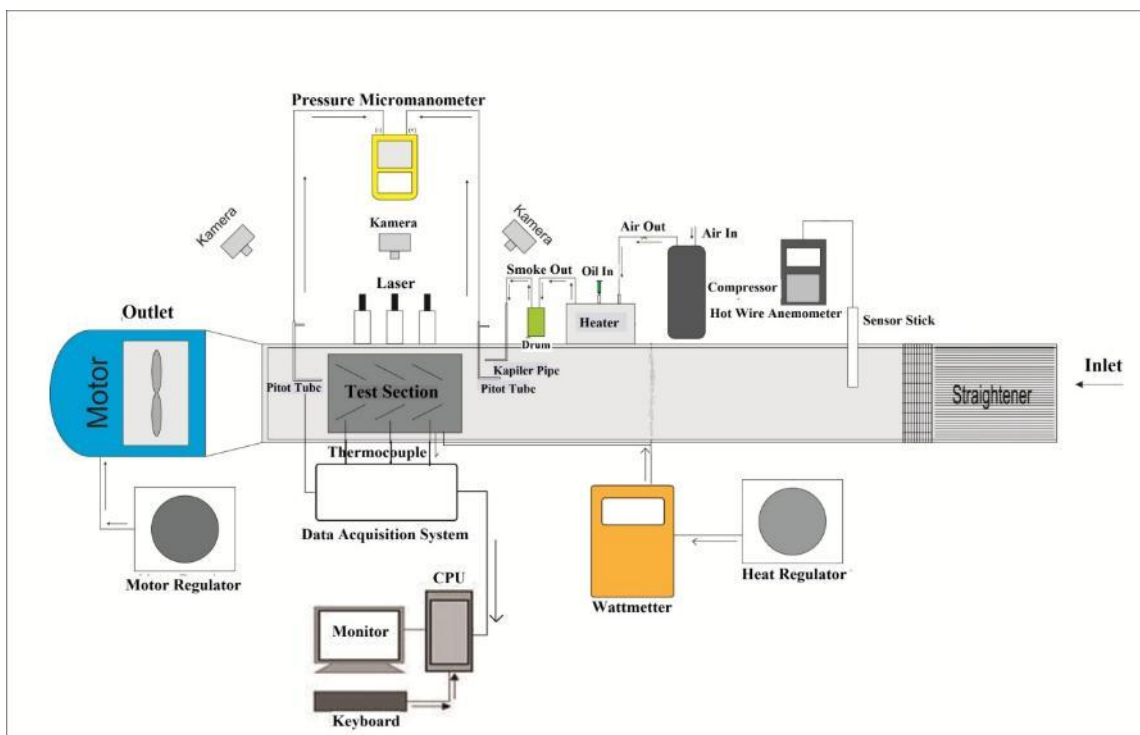 Pressure Micromanometer
(-) (+)
Kamera
Kamera
Kamera
Air Out
Air In
Smoke Out
Oil In
Laser
Compressor
Hot Wire Anemometer
Sensor Stick
Outlet
Heater
Drum
Inlet
Motor
Pitot Tube
Test Section
Kapiler Pipe
Pitot Tube
Straightener
Thermocouple
Data Acquisition System
Motor Regulator
CPU
Heat Regulator
Wattmetter
Monitor
Keyboard